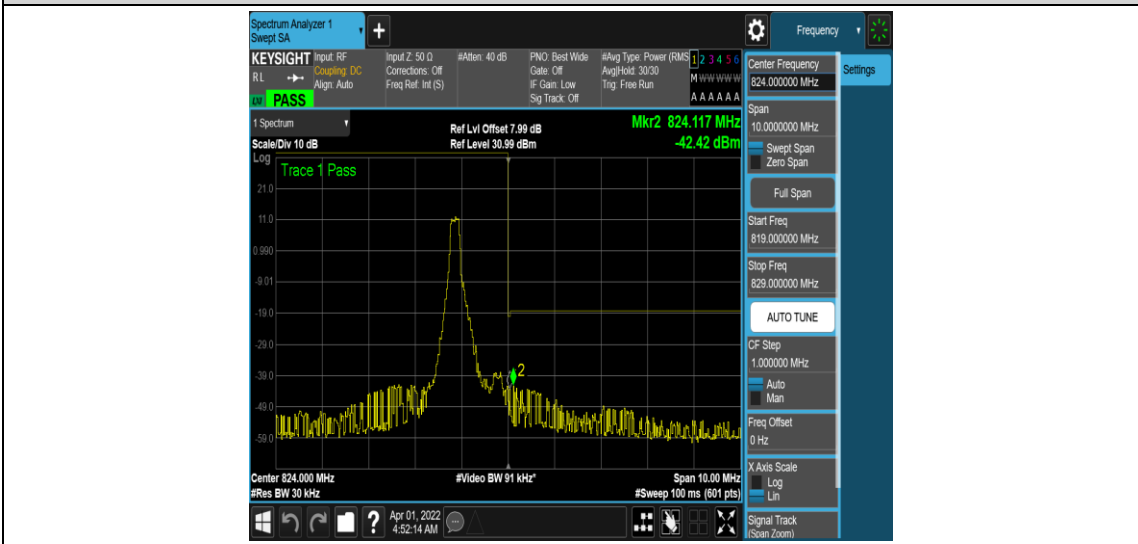 Spectrum Analyzer 1
Swept SA
+
Frequency
KEYSIGHT
RL
PASS
Input: RF
Coupling: DC
Align: Auto
Input Z: 50 Ω
Corrections: Off
Freq Ref: Int (S)
#Atten: 40 dB
PNO: Best Wide
Gate: Off
IF Gain: Low
Sig Track: Off
#Avg Type: Power (RMS
Avg|Hold: 30/30
Trig: Free Run
1 2 3 4 5 6
M W W W W W
A A A A A A
1 Spectrum
Scale/Div 10 dB
Ref Lvl Offset 7.99 dB
Ref Level 30.99 dBm
Mkr2 824.117 MHz
-42.42 dBm
Log
Trace 1 Pass
21.0
11.0
0.990
-9.01
-19.0
-29.0
-39.0
-49.0
-59.0
2
Center 824.000 MHz
#Res BW 30 kHz
#Video BW 91 kHz*
Span 10.00 MHz
#Sweep 100 ms (601 pts)
?
Apr 01, 2022
4:52:14 AM
Center Frequency
824.000000 MHz
Settings
Span
10.0000000 MHz
Swept Span
Zero Span
Full Span
Start Freq
819.000000 MHz
Stop Freq
829.000000 MHz
AUTO TUNE
CF Step
1.000000 MHz
Auto
Man
Freq Offset
0 Hz
X Axis Scale
Log
Lin
Signal Track
(Span Zoom)